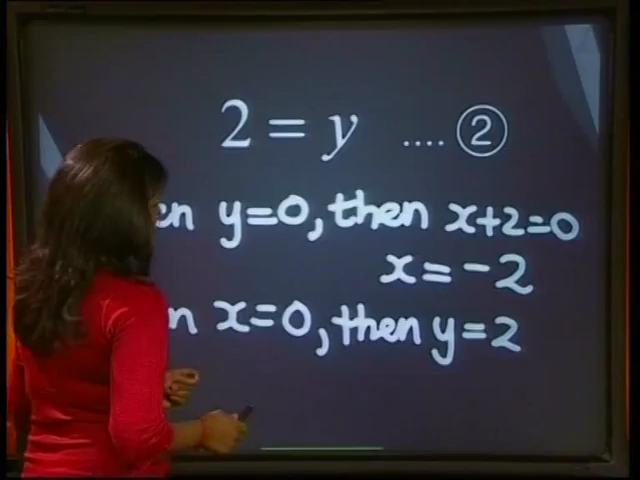 2 = y .... ②
en y=0, then x+2=0
x=-2
n x=0, then y=2